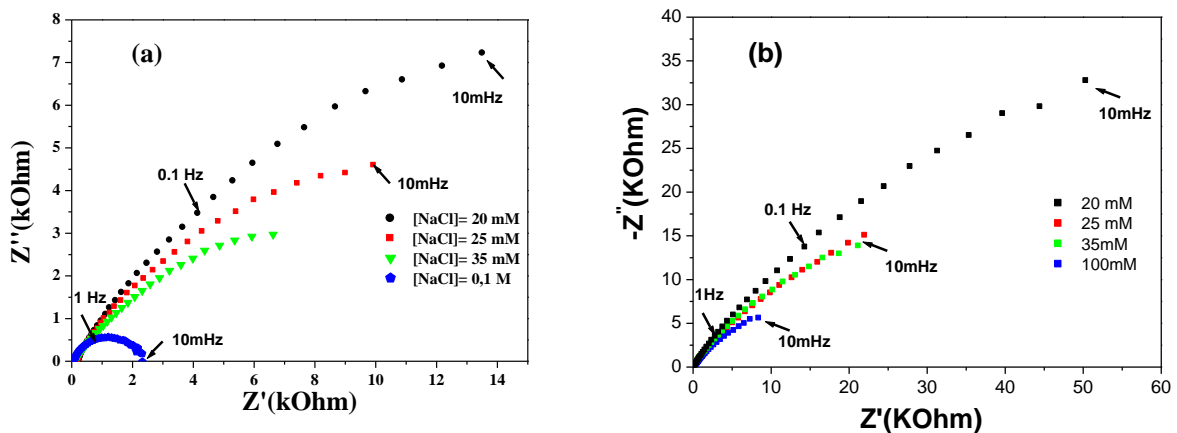 (a)
8
7
6
5
4
3
2
1
0
Z''(kOhm)
0 2 4 6 8 10 12 14
Z'(kOhm)
10mHz
0.1 Hz
10mHz
1 Hz
10mHz
[NaCl]= 20 mM
[NaCl]= 25 mM
[NaCl]= 35 mM
[NaCl]= 0,1 M
(b)
40
35
30
25
20
15
10
5
0
-Z''(KOhm)
0 10 20 30 40 50 60
Z'(KOhm)
10mHz
0.1 Hz
10mHz
1Hz
10mHz
20 mM
25 mM
35mM
100mM